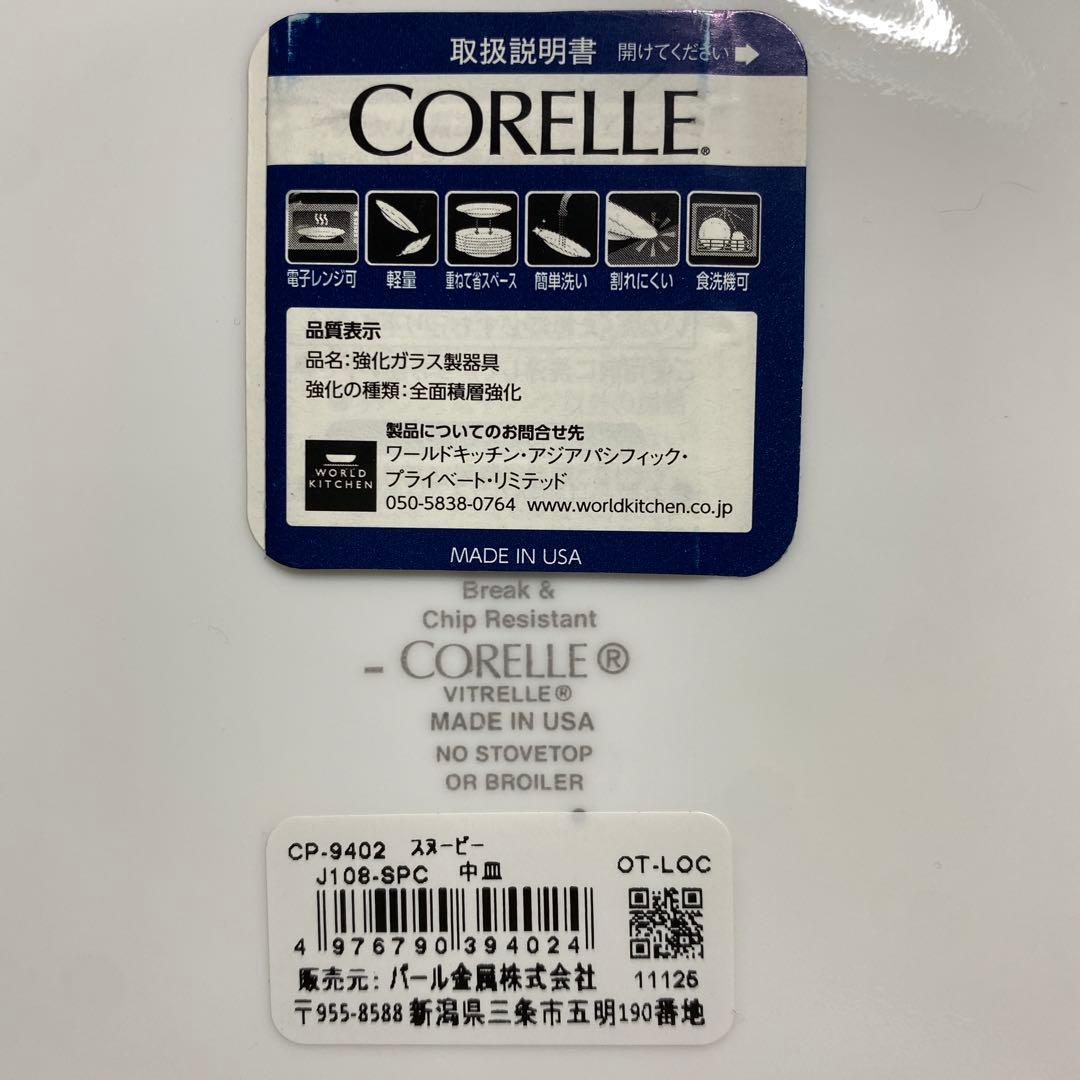 取扱説明書 開けてください
CORELLE®
電子レンジ可 軽量 重ねて省スペース 簡単洗い 割れにくい 食洗機可
品質表示
品名:強化ガラス製器具
強化の種類:全面積層強化
製品についてのお問合せ先
ワールドキッチン・アジアパシフィック・
プライベート・リミテッド
WORLD
KITCHEN
050-5838-0764 www.worldkitchen.co.jp
MADE IN USA
Break &
Chip Resistant
- CORELLE®
VITRELLE®
MADE IN USA
NO STOVETOP
OR BROILER
CP-9402 スヌーピー
J108-SPC 中皿 OT-LOC
4 976790 394024
販売元:パール金属株式会社 11125
〒955-8588 新潟県三条市五明190番地